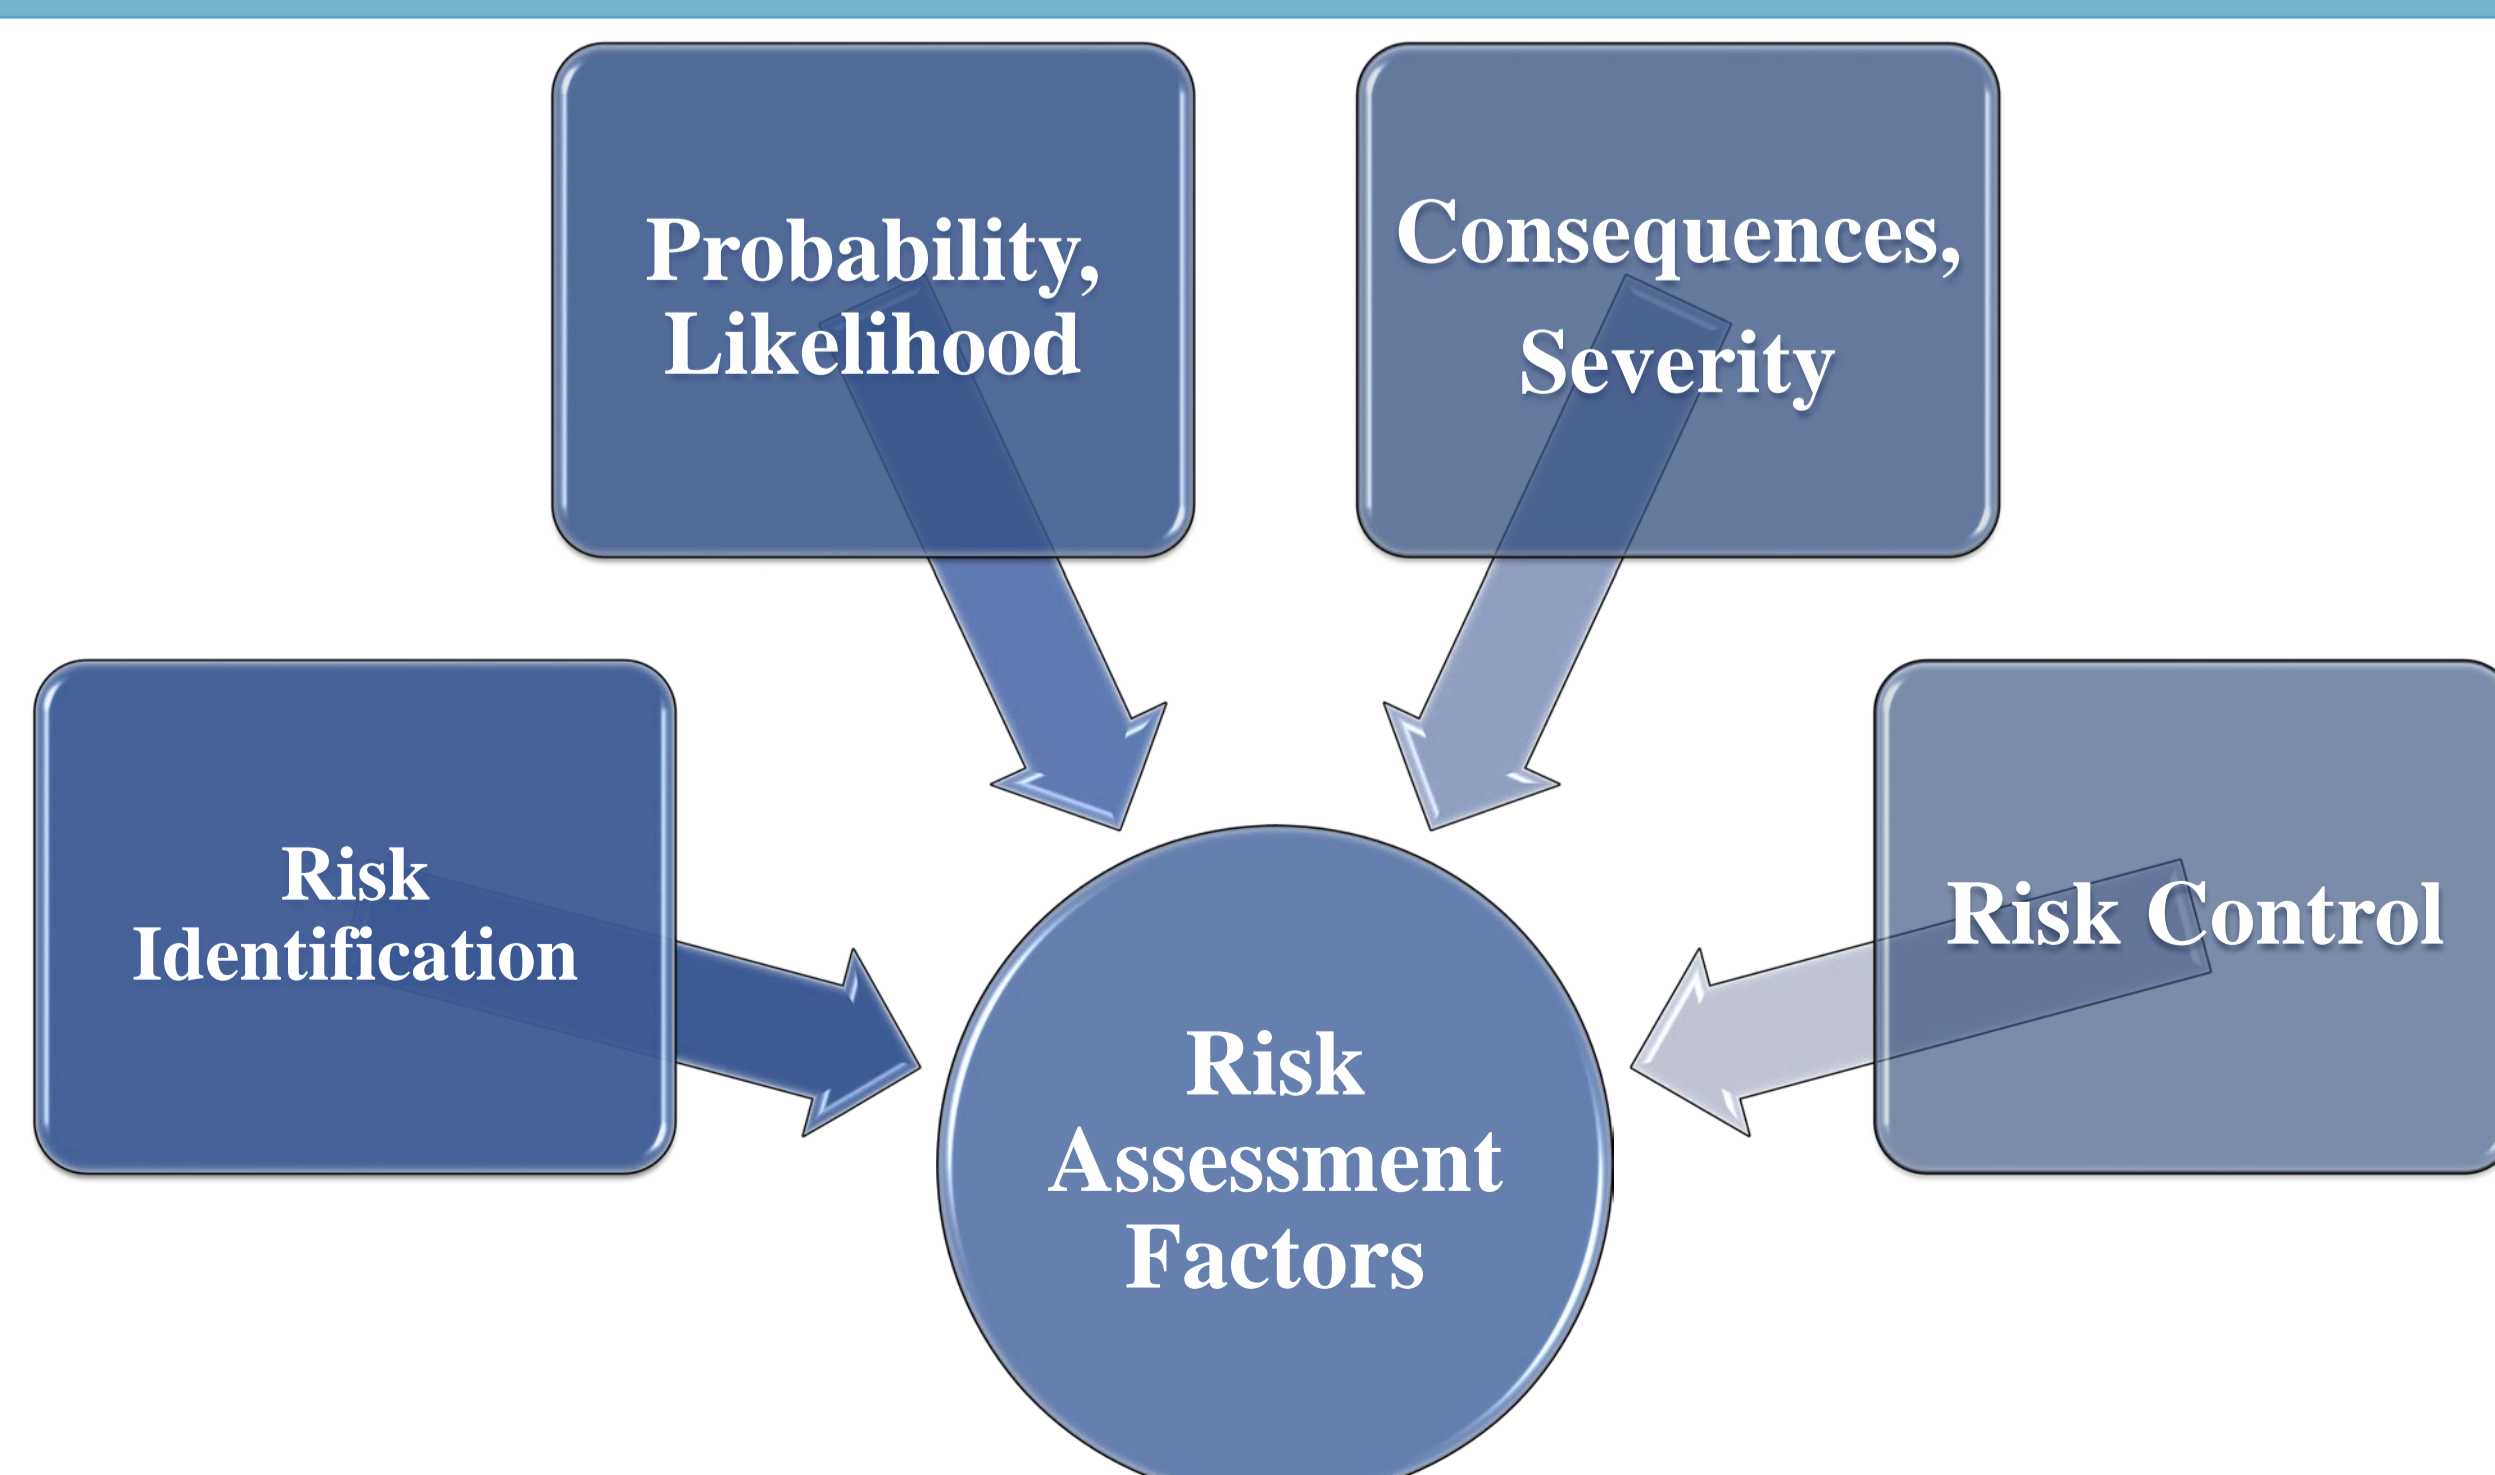 Probability,
Likelihood
Consequences,
Severity
Risk
Identification
Risk Control
Risk
Assessment
Factors